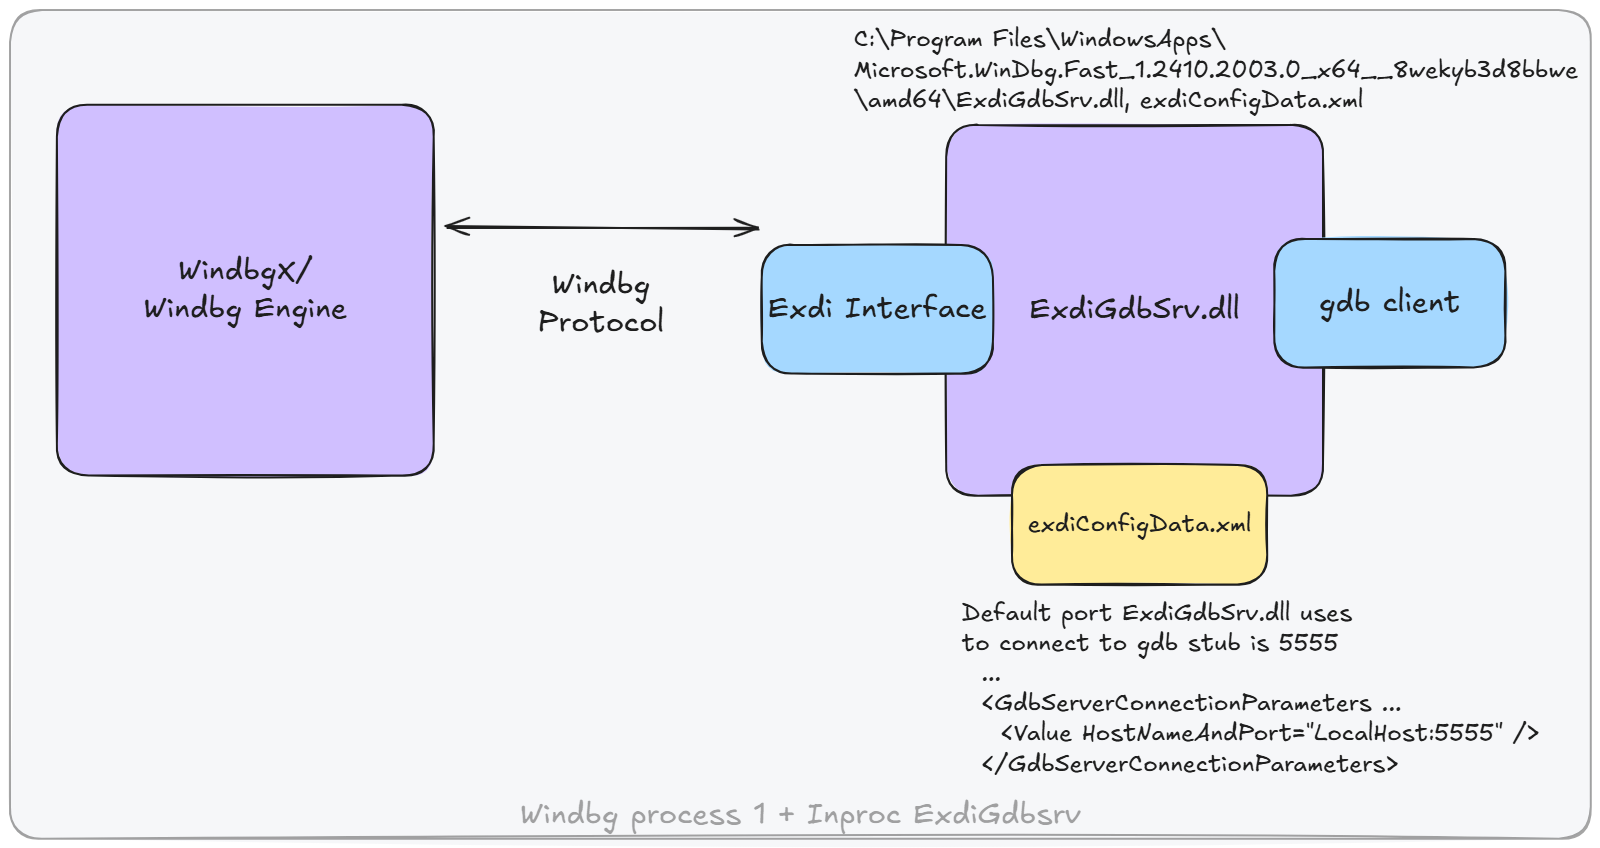 C:\Program Files\WindowsApps\
Microsoft.WinDbg.Fast_1.2410.2003.0_x64__8wekyb3d8bbwe
\amd64\ExdiGdbSrv.dll, exdiConfigData.xml
WindbgX/
Windbg Engine
Windbg
Protocol
Exdi Interface
ExdiGdbSrv.dll
gdb client
exdiConfigData.xml
Default port ExdiGdbSrv.dll uses
to connect to gdb stub is 5555
...
<GdbServerConnectionParameters ...
<Value HostNameAndPort="LocalHost:5555" />
</GdbServerConnectionParameters>
Windbg process 1 + Inproc ExdiGdbsrv